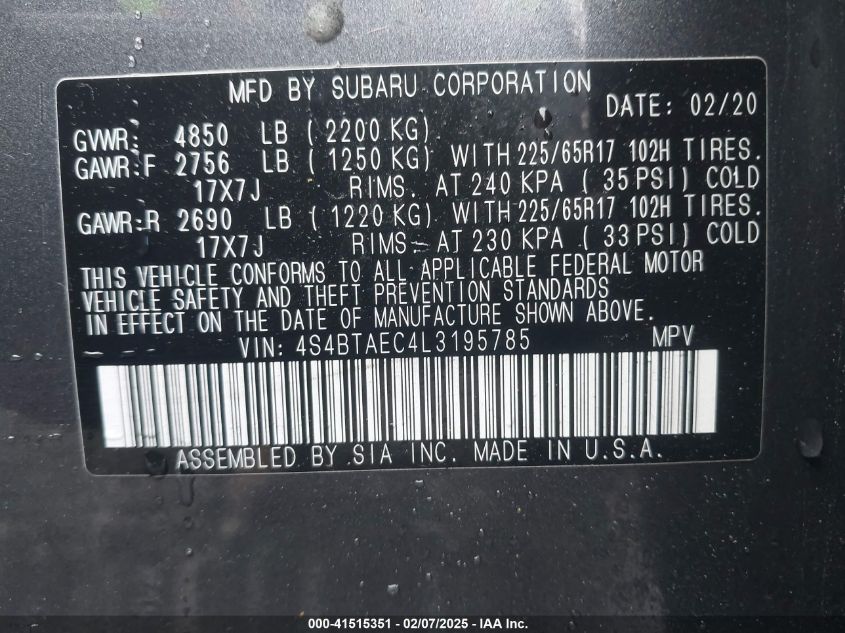 MFD BY SUBARU CORPORATION
DATE: 02/20
GVWR: 4850 LB (2200 KG)
GAWR:F 2756 LB (1250 KG) WITH 225/65R17 102H TIRES.
17X7J RIMS. AT 240 KPA (35 PSI) COLD
GAWR:R 2690 LB (1220 KG) WITH 225/65R17 102H TIRES.
17X7J RIMS. AT 230 KPA (33 PSI) COLD
THIS VEHICLE CONFORMS TO ALL APPLICABLE FEDERAL MOTOR
VEHICLE SAFETY AND THEFT PREVENTION STANDARDS
IN EFFECT ON THE DATE OF MANUFACTURE SHOWN ABOVE.
VIN: 4S4BTAEC4L3195785 MPV
ASSEMBLED BY SIA INC. MADE IN U.S.A.
000-41515351 | 02/07/2025 - IAA Inc.